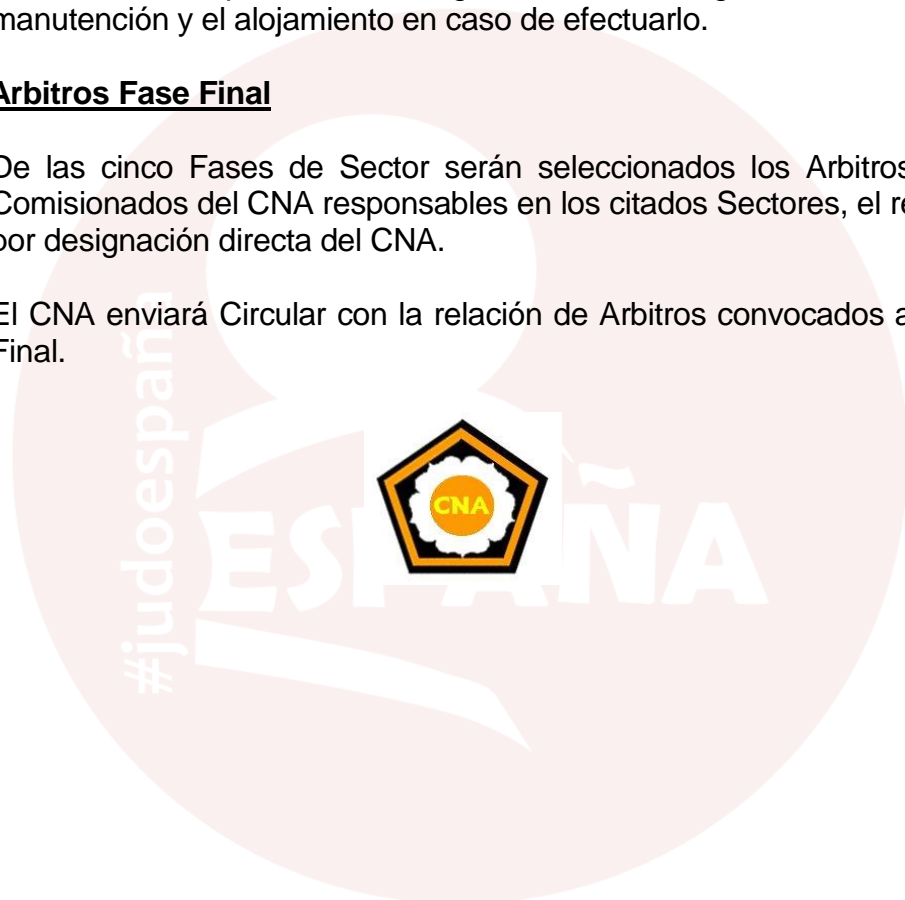 manutención y el alojamiento en caso de efectuarlo.
Arbitros Fase Final
De las cinco Fases de Sector serán seleccionados los Arbitros
Comisionados del CNA responsables en los citados Sectores, el
por designación directa del CNA.
El CNA enviará Circular con la relación de Arbitros convocados a
Final.
#judoespaña
CNA
ESPAÑA